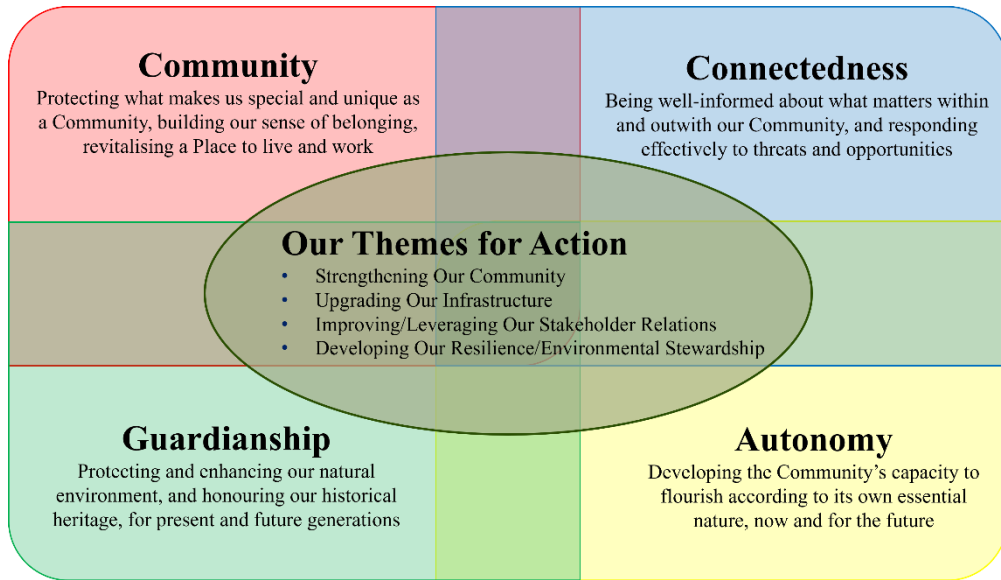 Community
Protecting what makes us special and unique as
a Community, building our sense of belonging,
revitalising a Place to live and work
Connectedness
Being well-informed about what matters within
and outwith our Community, and responding
effectively to threats and opportunities
Our Themes for Action
• Strengthening Our Community
• Upgrading Our Infrastructure
• Improving/Leveraging Our Stakeholder Relations
• Developing Our Resilience/Environmental Stewardship
Guardianship
Protecting and enhancing our natural
environment, and honouring our historical
heritage, for present and future generations
Autonomy
Developing the Community’s capacity to
flourish according to its own essential
nature, now and for the future